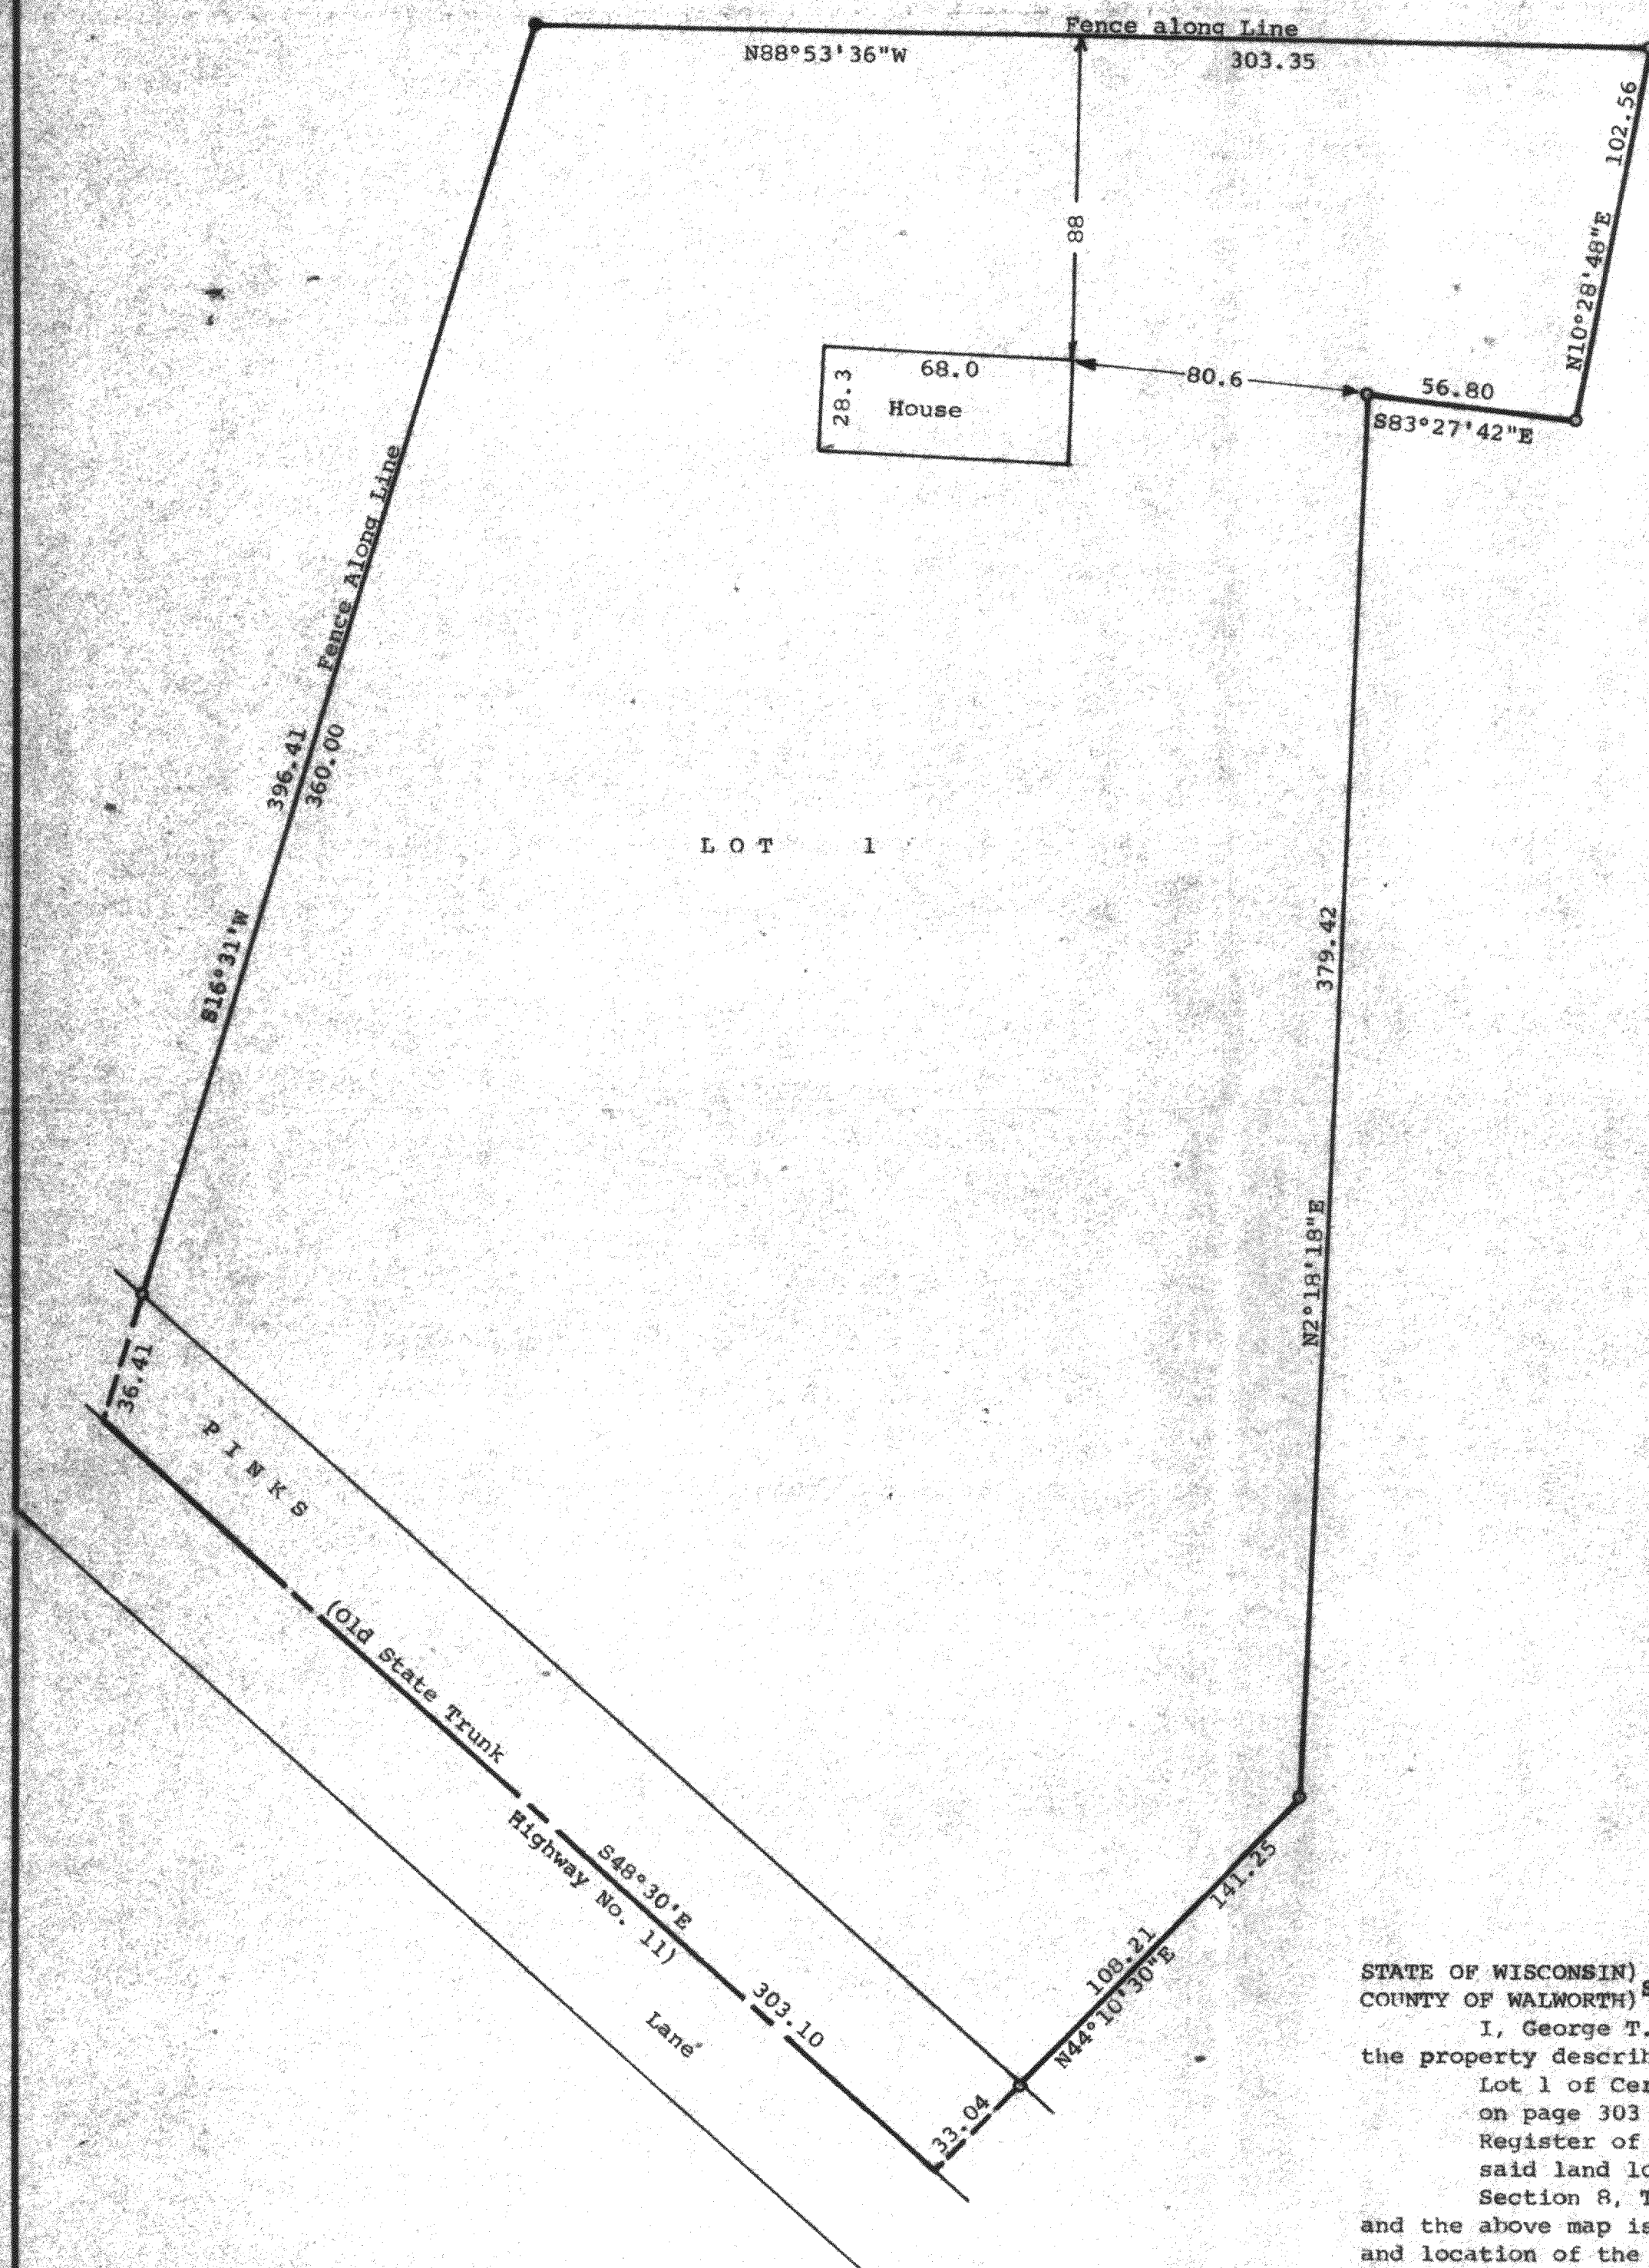 Fence along Line
N88°53'36"W
303.35
102.56
N10°28'48"E
88
68.0
28.3
House
80.6
56.80
S83°27'42"E
Fence Along Line
396.41
360.00
S16°31'W
LOT 1
379.42
N2°18'18"E
36.41
PINKS
(Old State Trunk
Highway No. 11)
S48°30'E
303.10
Lane
141.25
108.21
N44°10'30"E
33.04
STATE OF WISCONSIN)
COUNTY OF WALWORTH)
I, George T.
the property describ
Lot 1 of Cer
on page 303
Register of
said land lo
Section 8, T
and the above map is
and location of the